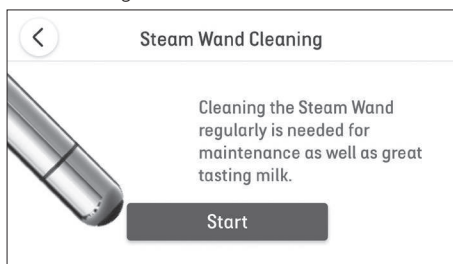 Steam Wand Cleaning
Cleaning the Steam Wand
regularly is needed for
maintenance as well as great
tasting milk.
Start